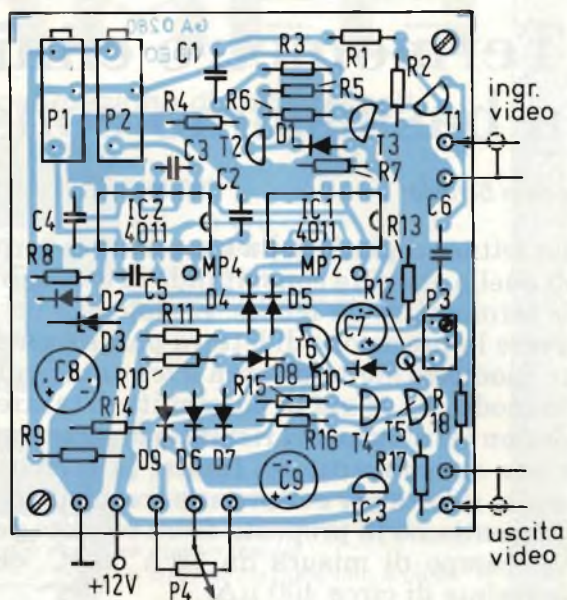 GA 0280
VIDEO
C1
R3
R1
R2
P1
P2
R4
R6
R5
T2
D1
T3
T1
ingr.
video
C3
R7
C2
C4
IC2
4011
IC1
4011
R13
C6
R8
C5
MP4
MP2
R12
P3
D2
D4
D5
D3
R11
T6
C7
C8
R10
D8
D10
R15
R14
R16
T4
T5
R
18
R9
D9
D6
D7
C9
R17
IC3
uscita
video
+12V
P4